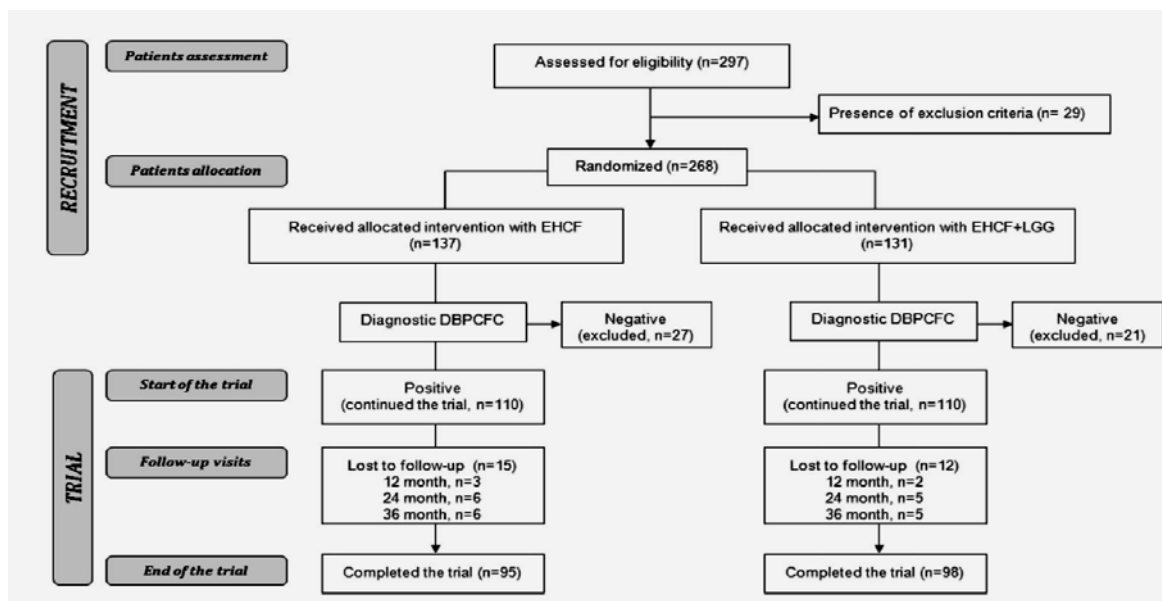 RECRUITMENT
Patients assessment
Assessed for eligibility (n=297)
Presence of exclusion criteria (n= 29)
Patients allocation
Randomized (n=268)
Received allocated intervention with EHCF
(n=137)
Received allocated intervention with EHCF+LGG
(n=131)
Diagnostic DBPCFC
Negative
(excluded, n=27)
Diagnostic DBPCFC
Negative
(excluded, n=21)
TRIAL
Start of the trial
Positive
(continued the trial, n=110)
Positive
(continued the trial, n=110)
Follow-up visits
Lost to follow-up (n=15)
12 month, n=3
24 month, n=6
36 month, n=6
Lost to follow-up (n=12)
12 month, n=2
24 month, n=5
36 month, n=5
End of the trial
Completed the trial (n=95)
Completed the trial (n=98)